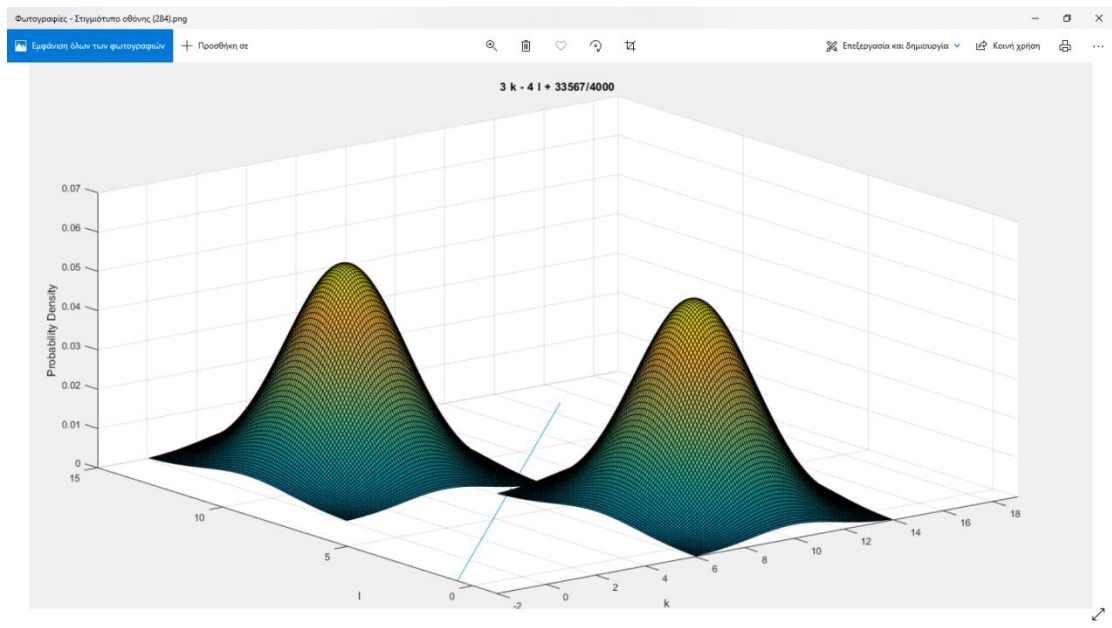 Φωτογραφίες - Στιγμιότυπο οθόνης (284).png
Εμφάνιση όλων των φωτογραφιών
Προσθήκη σε
Επεξεργασία και δημιουργία
Κοινή χρήση
3 k - 4 l + 33567/4000
0.07
0.06
0.05
0.04
0.03
0.02
0.01
0
Probability Density
15
10
5
0
l
-2
0
2
4
6
8
10
12
14
16
18
k